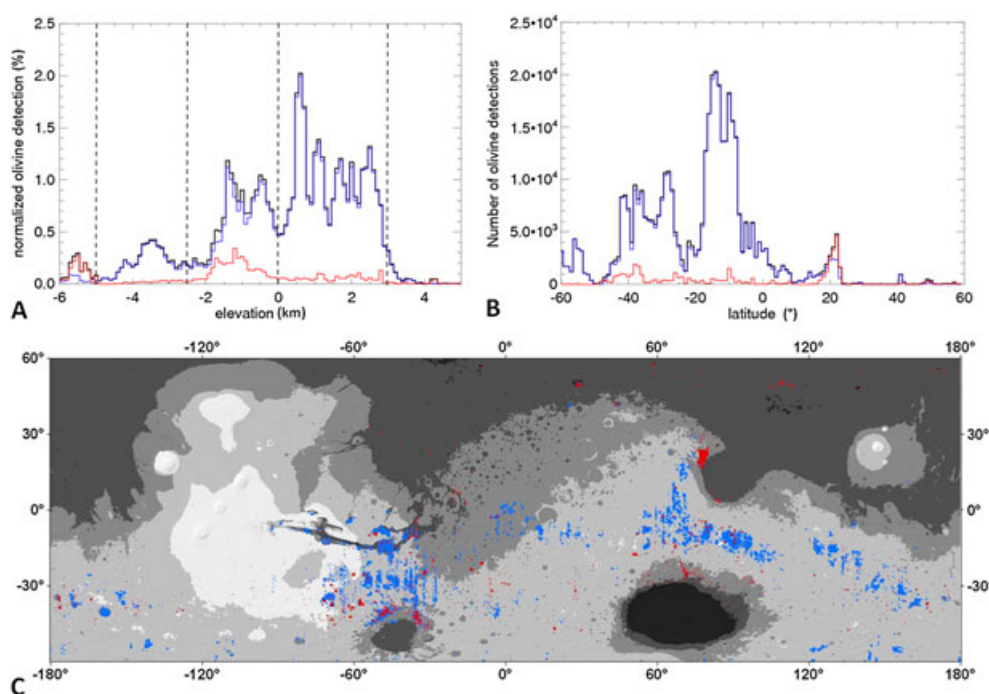 2.5
2.0
1.5
1.0
0.5
0.0
normalized olivine detection (%)
-6 -4 -2 0 2 4
elevation (km)
A
2.5•10⁴
2.0•10⁴
1.5•10⁴
1.0•10⁴
5.0•10³
0
Number of olivine detections
-60 -40 -20 0 20 40 60
latitude (°)
B
-120° -60° 0° 60° 120° 180°
60°
30° 30°
0° 0°
-30° -30°
-180° -120° -60° 0° 60° 120° 180°
C